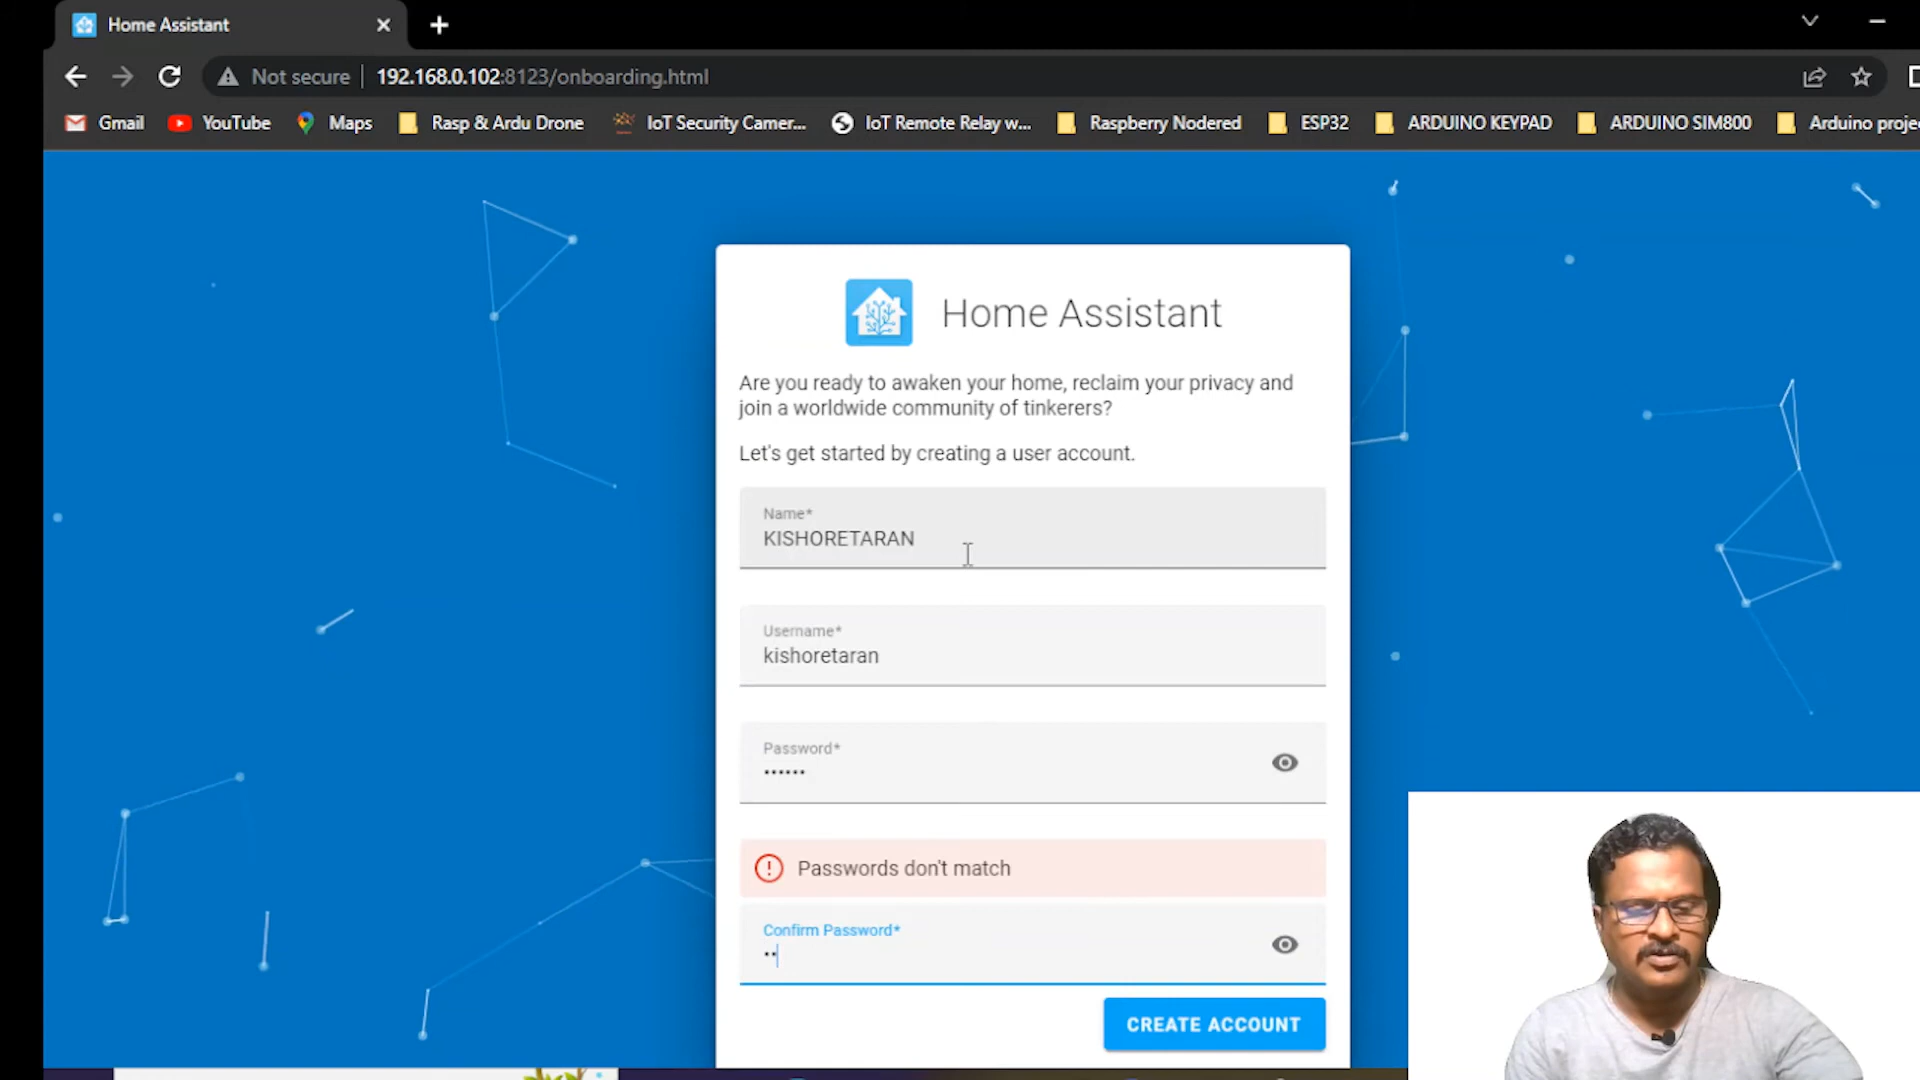 Home Assistant
Not secure 192.168.0.102:8123/onboarding.html
Gmail YouTube Maps Rasp & Ardu Drone IoT Security Camer... IoT Remote Relay w... Raspberry Nodered ESP32 ARDUINO KEYPAD ARDUINO SIM800 Arduino proje
Home Assistant
Are you ready to awaken your home, reclaim your privacy and
join a worldwide community of tinkerers?
Let's get started by creating a user account.
Name*
KISHORETARAN
Username*
kishoretaran
Password*
••••••
Passwords don't match
Confirm Password*
••
CREATE ACCOUNT